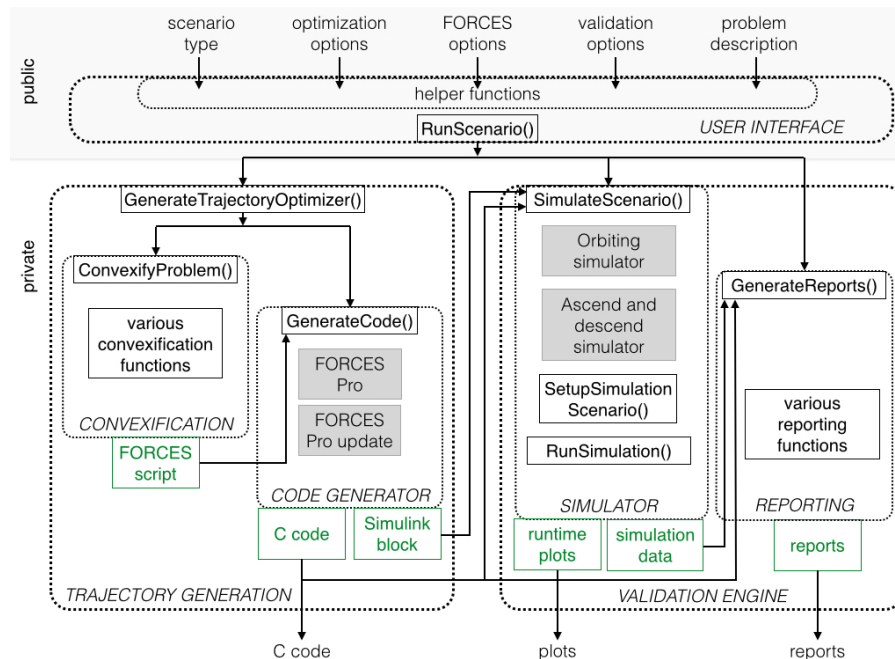 scenario
type
optimization
options
FORCES
options
validation
options
problem
description
public
helper functions
RunScenario()
USER INTERFACE
private
GenerateTrajectoryOptimizer()
ConvexifyProblem()
various
convexification
functions
CONVEXIFICATION
FORCES
script
GenerateCode()
FORCES
Pro
FORCES
Pro update
CODE GENERATOR
C code
Simulink
block
TRAJECTORY GENERATION
SimulateScenario()
Orbiting
simulator
Ascend and
descend
simulator
SetupSimulation
Scenario()
RunSimulation()
SIMULATOR
runtime
plots
simulation
data
GenerateReports()
various
reporting
functions
REPORTING
reports
VALIDATION ENGINE
C code
plots
reports